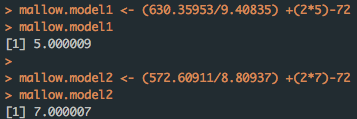 > mallow.model1 <- (630.35953/9.40835) +(2*5)-72
> mallow.model1
[1] 5.000009
>
> mallow.model2 <- (572.60911/8.80937) +(2*7)-72
> mallow.model2
[1] 7.000007